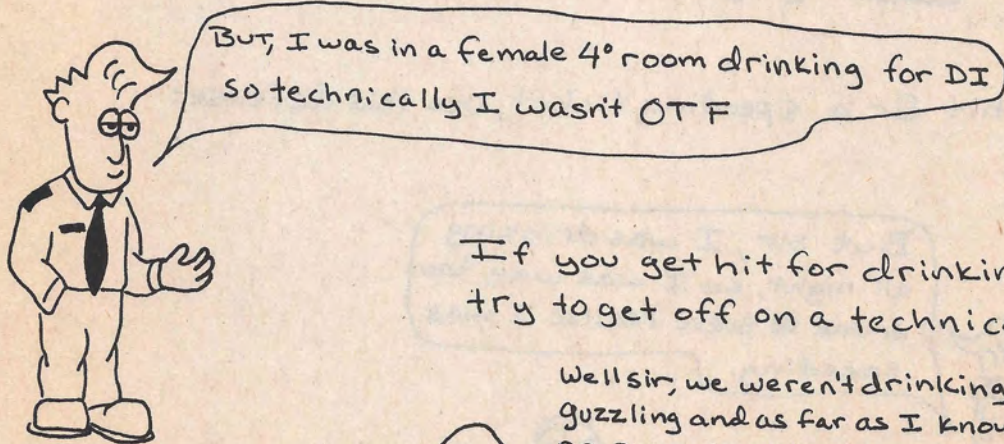 But, I was in a female 4° room drinking for DI
so technically I wasn't OTF
If you get hit for drinkin
try to get off on a technic
Well sir, we weren't drinking
guzzling and as far as I know